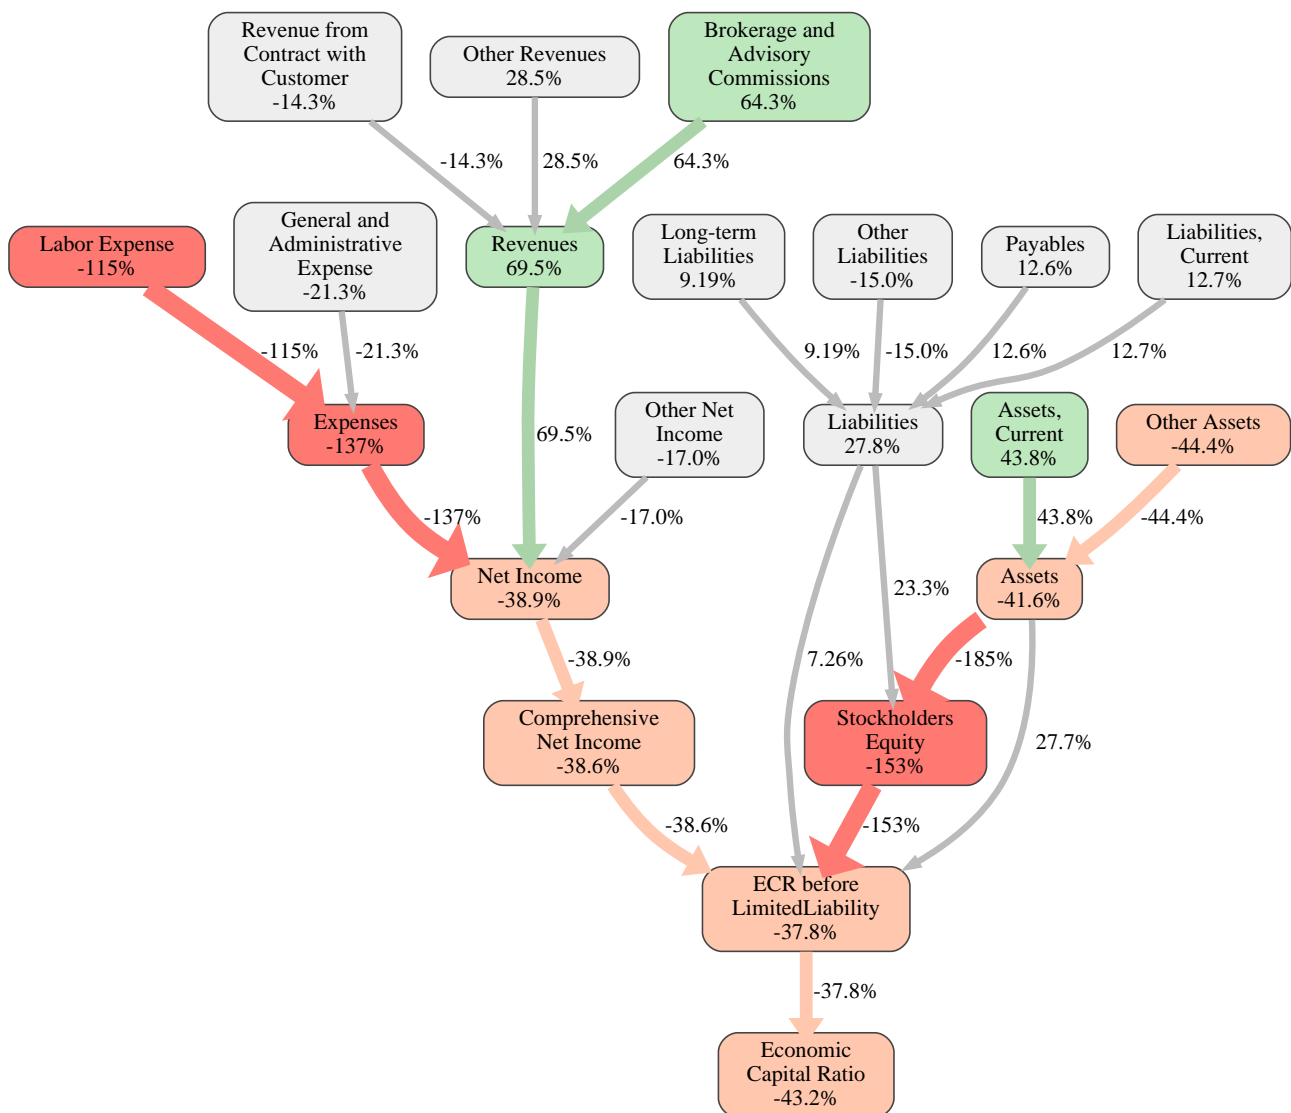 Revenue from
Contract with
Customer
-14.3%
Other Revenues
28.5%
Brokerage and
Advisory
Commissions
64.3%
-14.3%
28.5%
64.3%
Labor Expense
-115%
General and
Administrative
Expense
-21.3%
Revenues
69.5%
Long-term
Liabilities
9.19%
Other
Liabilities
-15.0%
Payables
12.6%
Liabilities,
Current
12.7%
-115%
-21.3%
9.19%
-15.0%
12.6%
12.7%
Expenses
-137%
69.5%
Other Net
Income
-17.0%
Liabilities
27.8%
Assets,
Current
43.8%
Other Assets
-44.4%
-137%
-17.0%
43.8%
-44.4%
Net Income
-38.9%
23.3%
Assets
-41.6%
-38.9%
7.26%
-185%
Comprehensive
Net Income
-38.6%
Stockholders
Equity
-153%
27.7%
-38.6%
-153%
ECR before
LimitedLiability
-37.8%
-37.8%
Economic
Capital Ratio
-43.2%